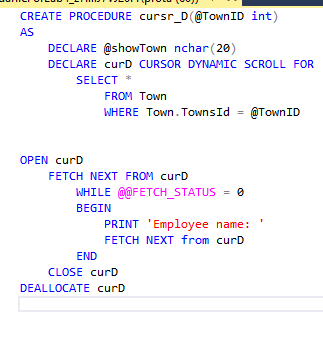 CREATE PROCEDURE cursr_D(@TownID int)
AS
DECLARE @showTown nchar(20)
DECLARE curD CURSOR DYNAMIC SCROLL FOR
SELECT *
FROM Town
WHERE Town.TownsId = @TownID
OPEN curD
FETCH NEXT FROM curD
WHILE @@FETCH_STATUS = 0
BEGIN
PRINT 'Employee name: '
FETCH NEXT from curD
END
CLOSE curD
DEALLOCATE curD